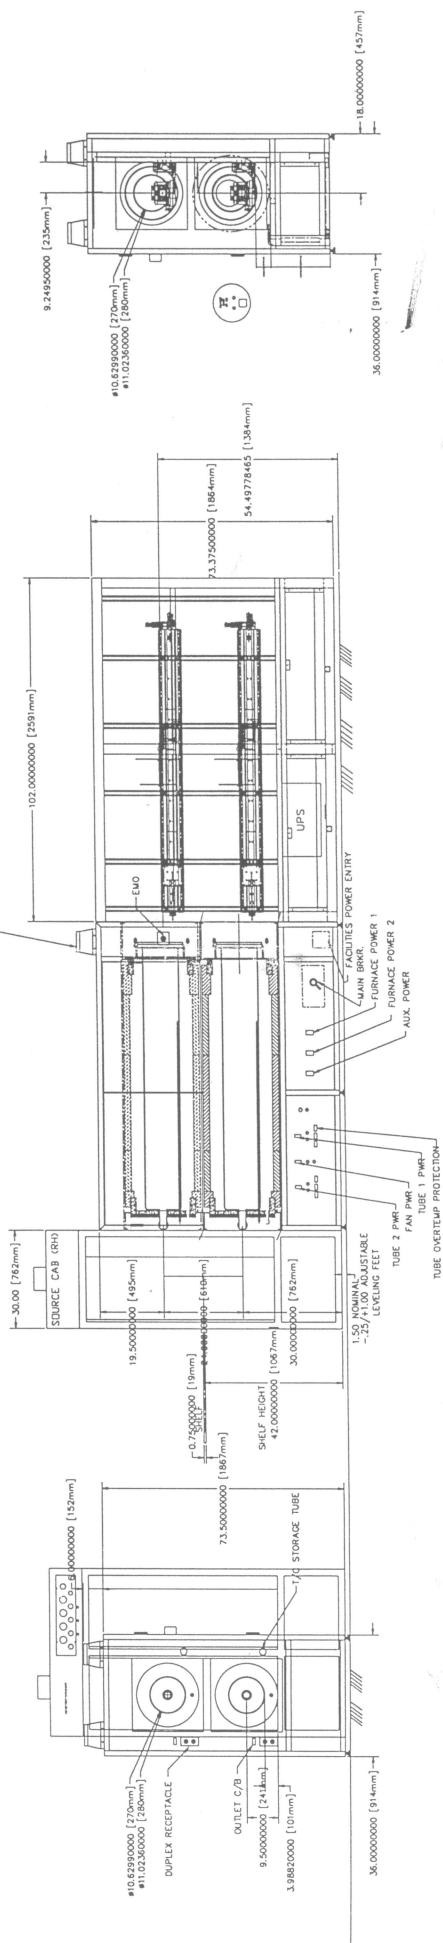 18.00000000 [457mm]
9.24950000 [235mm]
ø10.62990000 [270mm]
ø11.02360000 [280mm]
36.00000000 [914mm]
54.49778465 [1384mm]
73.37500000 [1864mm]
102.00000000 [2591mm]
UPS
EMO
FACILITIES POWER ENTRY
MAIN BRKR.
FURNACE POWER 1
FURNACE POWER 2
AUX. POWER
TUBE 2 PWR
FAN PWR
TUBE 1 PWR
TUBE OVERTEMP PROTECTION
30.00 [762mm]
SOURCE CAB (RH)
19.50000000 [495mm]
[610mm]
30.00000000 [762mm]
1.50 NOMINAL
-.25/+1.00 ADJUSTABLE
LEVELING FEET
0.75000000 [19mm]
SHELF
SHELF HEIGHT
42.00000000 [1067mm]
73.50000000 [1867mm]
[152mm]
T/C STORAGE TUBE
ø10.62990000 [270mm]
ø11.02360000 [280mm]
DUPLEX RECEPTACLE
OUTLET C/B
9.50000000 [241mm]
3.98820000 [101mm]
36.00000000 [914mm]